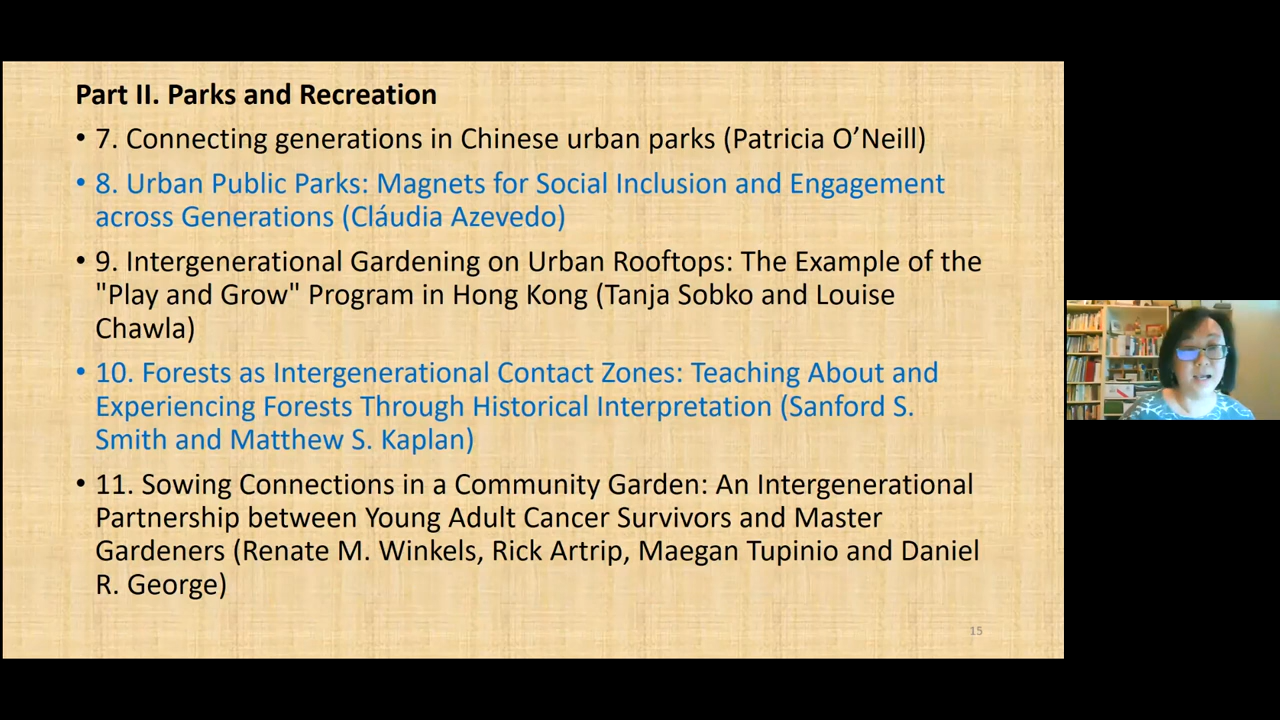 Part II. Parks and Recreation
• 7. Connecting generations in Chinese urban parks (Patricia O’Neill)
• 8. Urban Public Parks: Magnets for Social Inclusion and Engagement
across Generations (Cláudia Azevedo)
• 9. Intergenerational Gardening on Urban Rooftops: The Example of the
"Play and Grow" Program in Hong Kong (Tanja Sobko and Louise
Chawla)
• 10. Forests as Intergenerational Contact Zones: Teaching About and
Experiencing Forests Through Historical Interpretation (Sanford S.
Smith and Matthew S. Kaplan)
• 11. Sowing Connections in a Community Garden: An Intergenerational
Partnership between Young Adult Cancer Survivors and Master
Gardeners (Renate M. Winkels, Rick Artrip, Maegan Tupinio and Daniel
R. George)
15